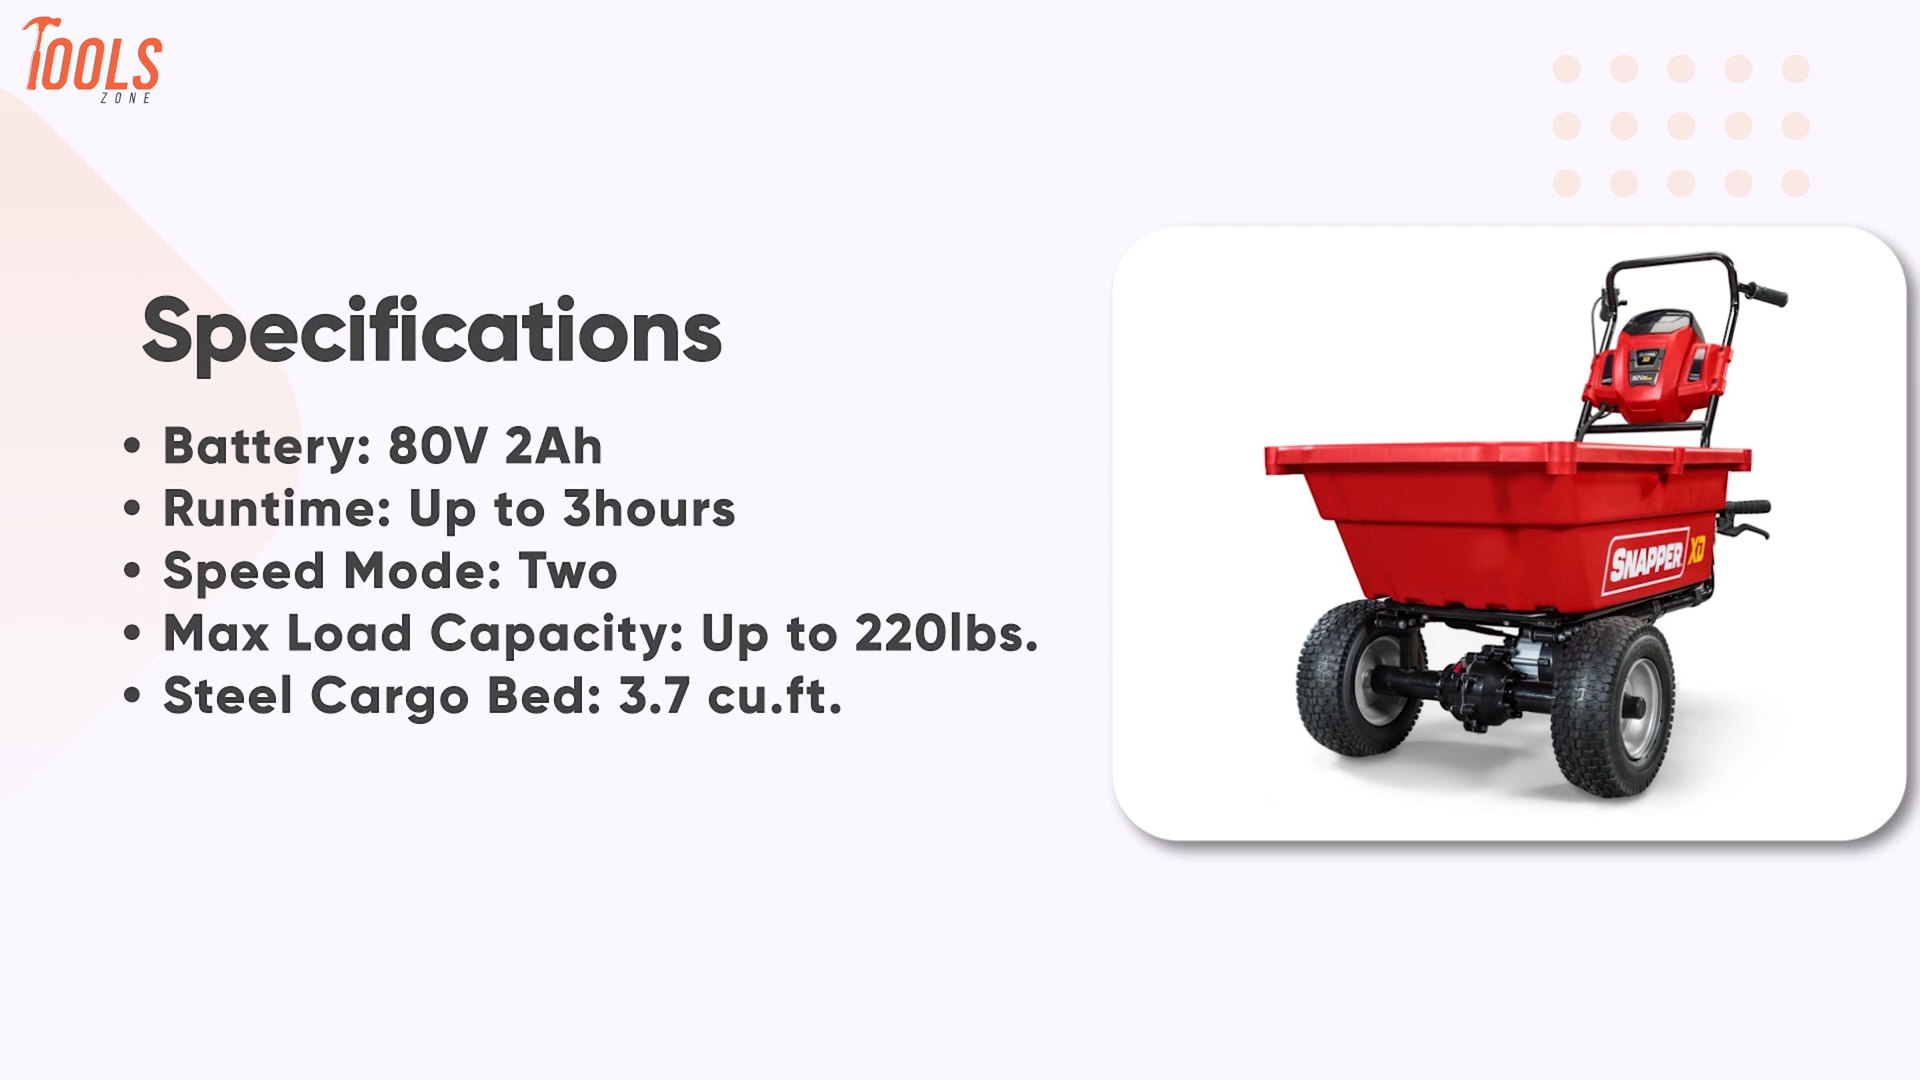 TOOLS
ZONE
Specifications
• Battery: 80V 2Ah
• Runtime: Up to 3hours
• Speed Mode: Two
• Max Load Capacity: Up to 220lbs.
• Steel Cargo Bed: 3.7 cu.ft.
SNAPPER XD